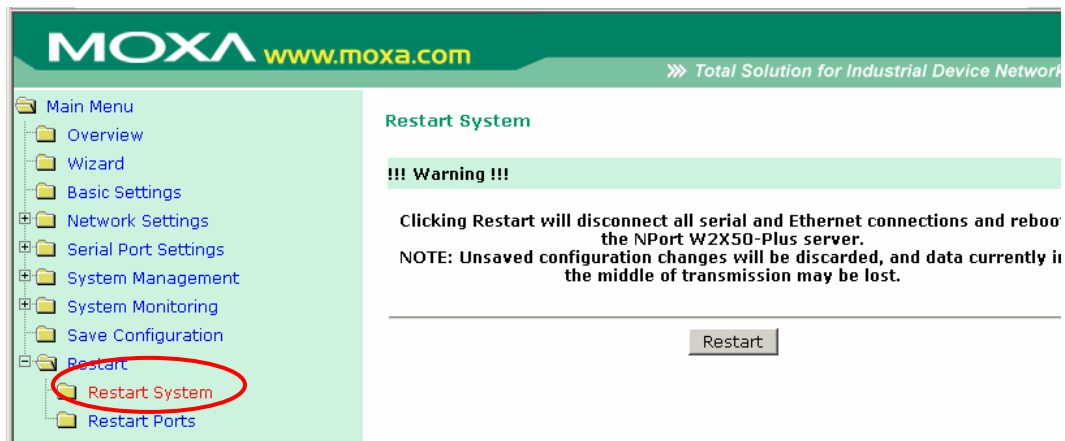 MOXA www.moxa.com
Total Solution for Industrial Device Network
Main Menu
Overview
Wizard
Basic Settings
Network Settings
Serial Port Settings
System Management
System Monitoring
Save Configuration
Restart
Restart System
Restart Ports
Restart System
!!! Warning !!!
Clicking Restart will disconnect all serial and Ethernet connections and reboot
the NPort W2X50-Plus server.
NOTE: Unsaved configuration changes will be discarded, and data currently in
the middle of transmission may be lost.
Restart